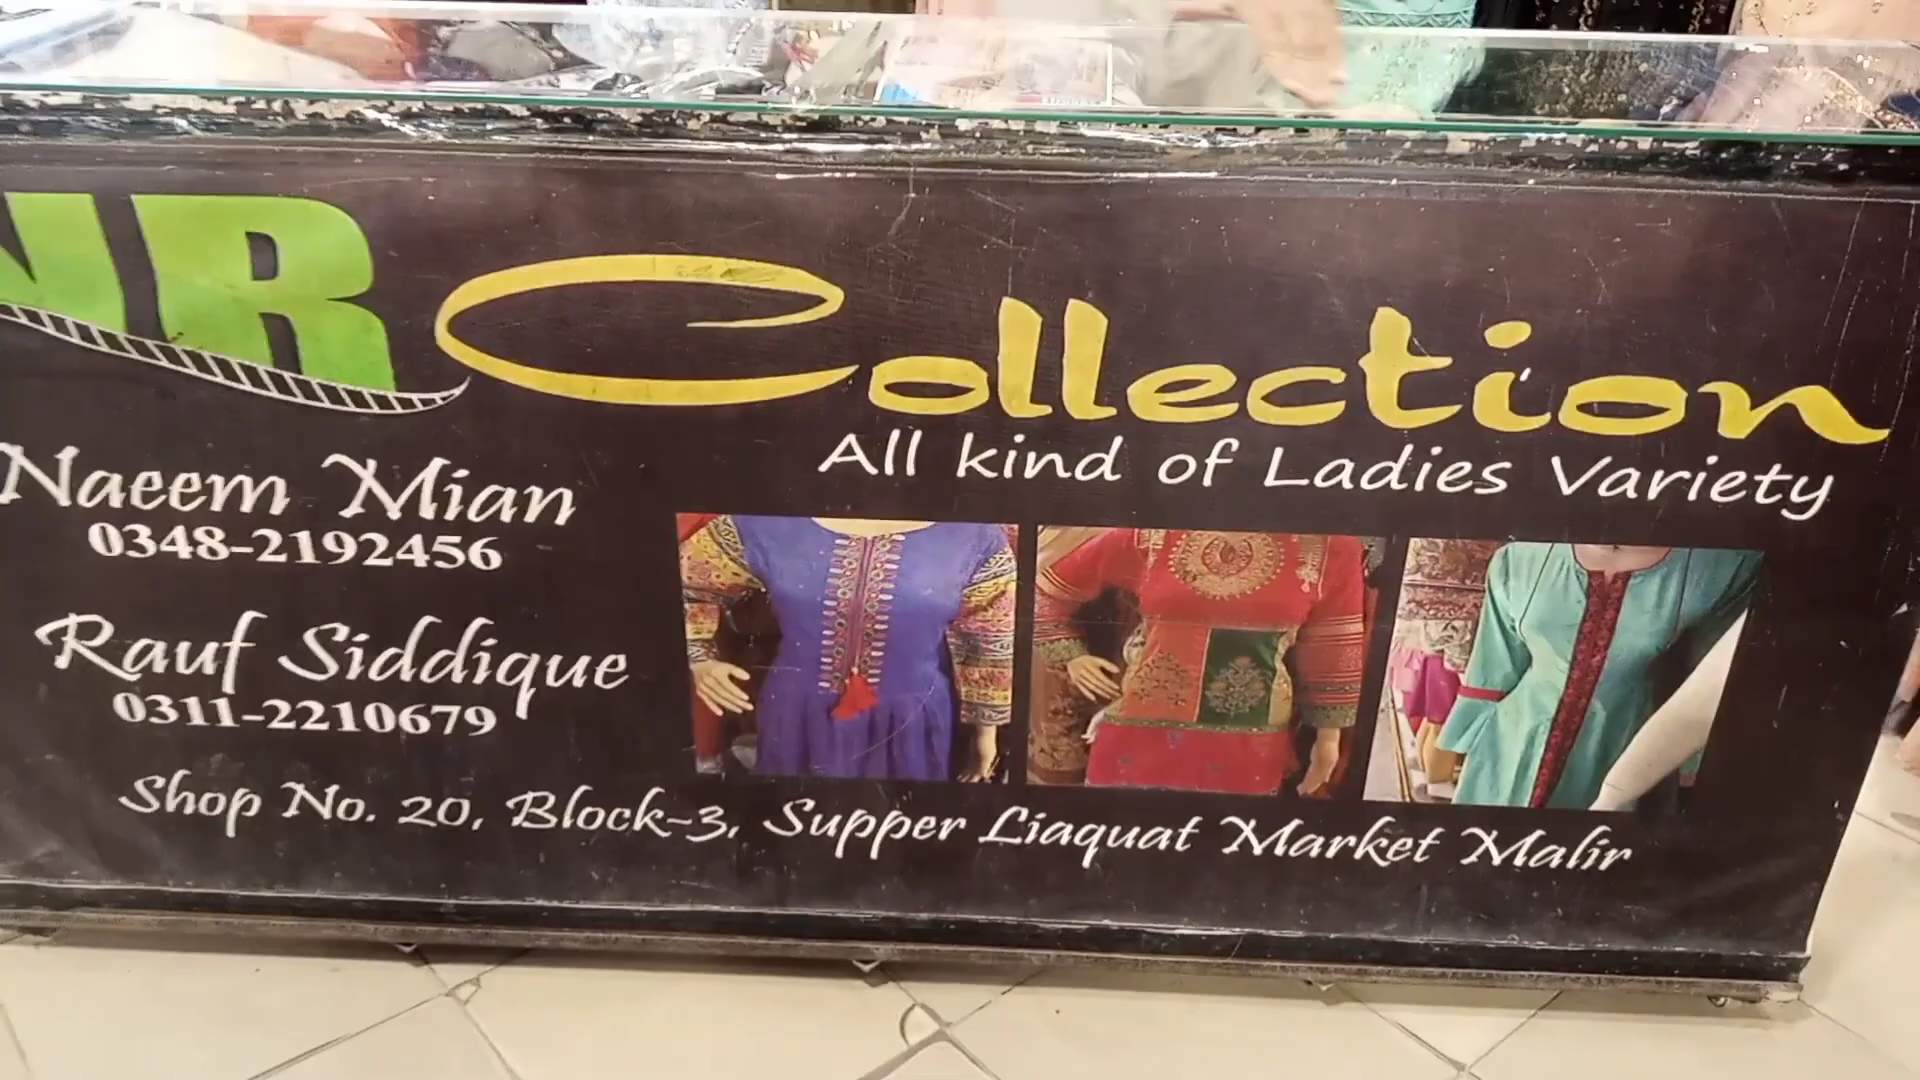 NR Collection
All kind of Ladies Variety
Naeem Mian
0348-2192456
Rauf Siddique
0311-2210679
Shop No. 20, Block-3, Supper Liaquat Market Malir